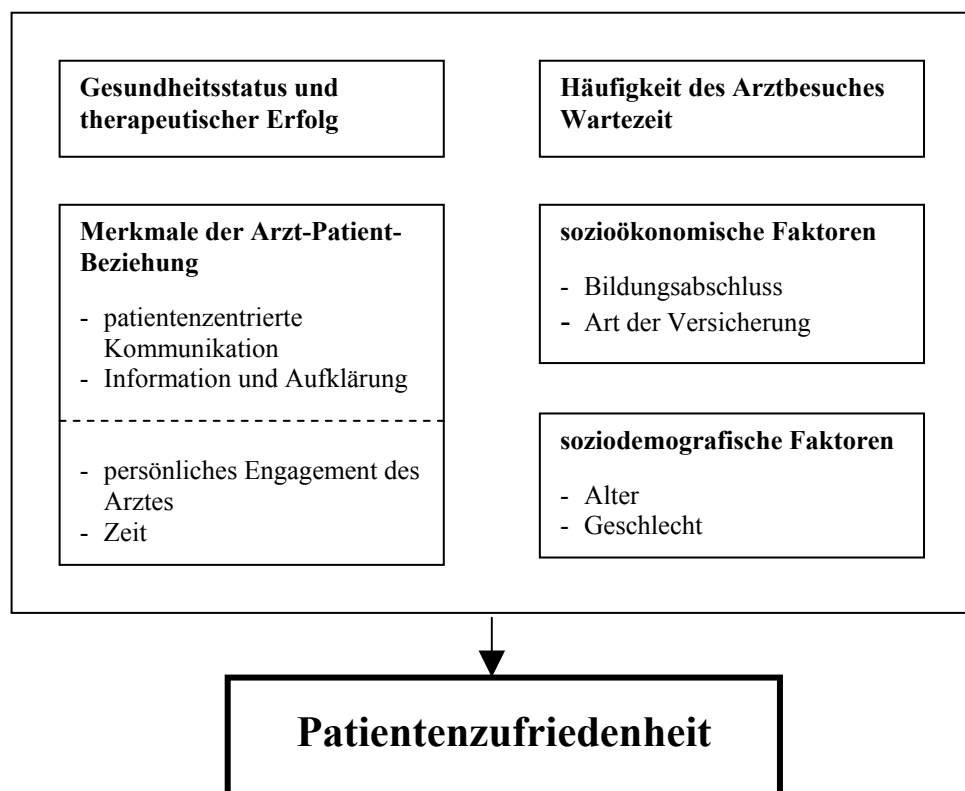 Gesundheitsstatus und
therapeutischer Erfolg
Häufigkeit des Arztbesuches
Wartezeit
Merkmale der Arzt-Patient-
Beziehung
- patientenzentrierte
Kommunikation
- Information und Aufklärung
- persönliches Engagement des
Arztes
- Zeit
sozioökonomische Faktoren
- Bildungsabschluss
- Art der Versicherung
soziodemografische Faktoren
- Alter
- Geschlecht
Patientenzufriedenheit